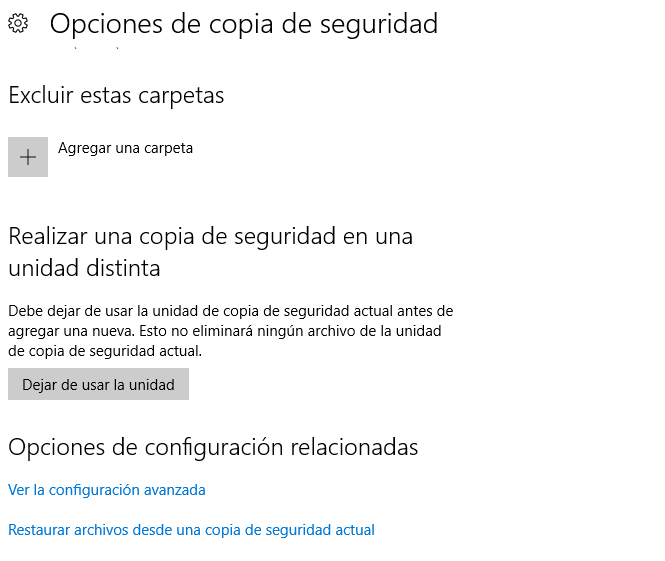 Opciones de copia de seguridad
Excluir estas carpetas
Agregar una carpeta
Realizar una copia de seguridad en una
unidad distinta
Debe dejar de usar la unidad de copia de seguridad actual antes de
agregar una nueva. Esto no eliminará ningún archivo de la unidad
de copia de seguridad actual.
Dejar de usar la unidad
Opciones de configuración relacionadas
Ver la configuración avanzada
Restaurar archivos desde una copia de seguridad actual